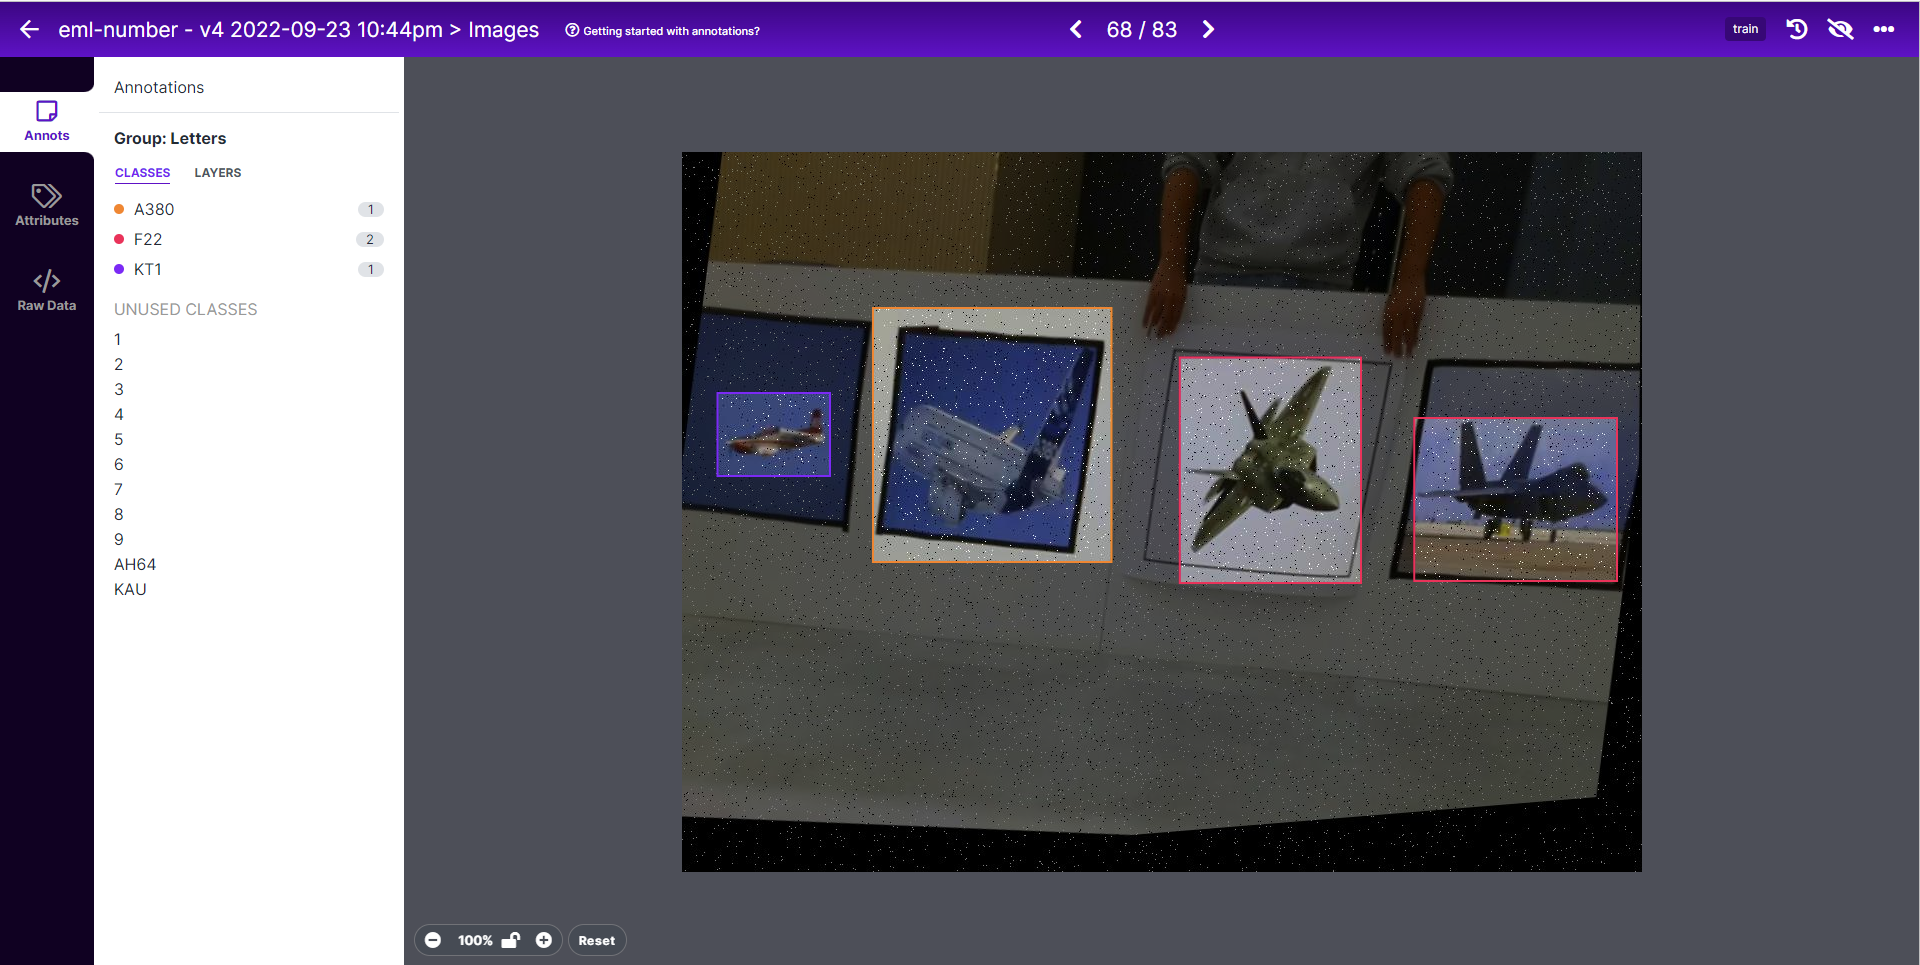 eml-number - v4 2022-09-23 10:44pm > Images
Getting started with annotations?
68 / 83
train
Annots
Attributes
Raw Data
Annotations
Group: Letters
CLASSES LAYERS
A380 1
F22 2
KT1 1
UNUSED CLASSES
1
2
3
4
5
6
7
8
9
AH64
KAU
100%
Reset